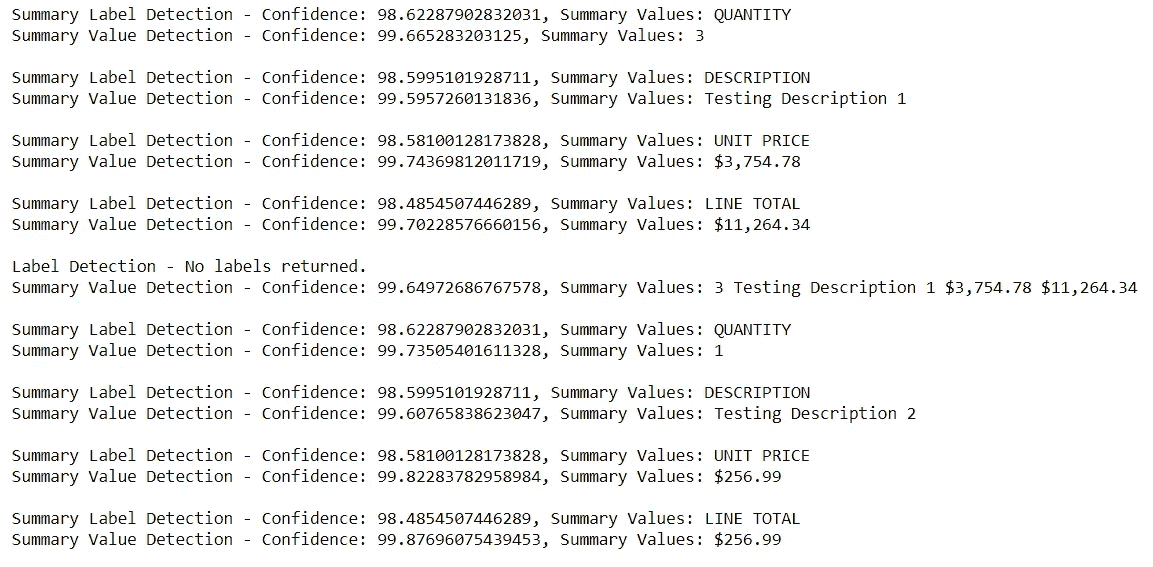 Summary Label Detection - Confidence: 98.62287902832031, Summary Values: QUANTITY
Summary Value Detection - Confidence: 99.665283203125, Summary Values: 3
Summary Label Detection - Confidence: 98.5995101928711, Summary Values: DESCRIPTION
Summary Value Detection - Confidence: 99.5957260131836, Summary Values: Testing Description 1
Summary Label Detection - Confidence: 98.58100128173828, Summary Values: UNIT PRICE
Summary Value Detection - Confidence: 99.74369812011719, Summary Values: $3,754.78
Summary Label Detection - Confidence: 98.4854507446289, Summary Values: LINE TOTAL
Summary Value Detection - Confidence: 99.70228576660156, Summary Values: $11,264.34
Label Detection - No labels returned.
Summary Value Detection - Confidence: 99.64972686767578, Summary Values: 3 Testing Description 1 $3,754.78 $11,264.34
Summary Label Detection - Confidence: 98.62287902832031, Summary Values: QUANTITY
Summary Value Detection - Confidence: 99.73505401611328, Summary Values: 1
Summary Label Detection - Confidence: 98.5995101928711, Summary Values: DESCRIPTION
Summary Value Detection - Confidence: 99.60765838623047, Summary Values: Testing Description 2
Summary Label Detection - Confidence: 98.58100128173828, Summary Values: UNIT PRICE
Summary Value Detection - Confidence: 99.82283782958984, Summary Values: $256.99
Summary Label Detection - Confidence: 98.4854507446289, Summary Values: LINE TOTAL
Summary Value Detection - Confidence: 99.87696075439453, Summary Values: $256.99